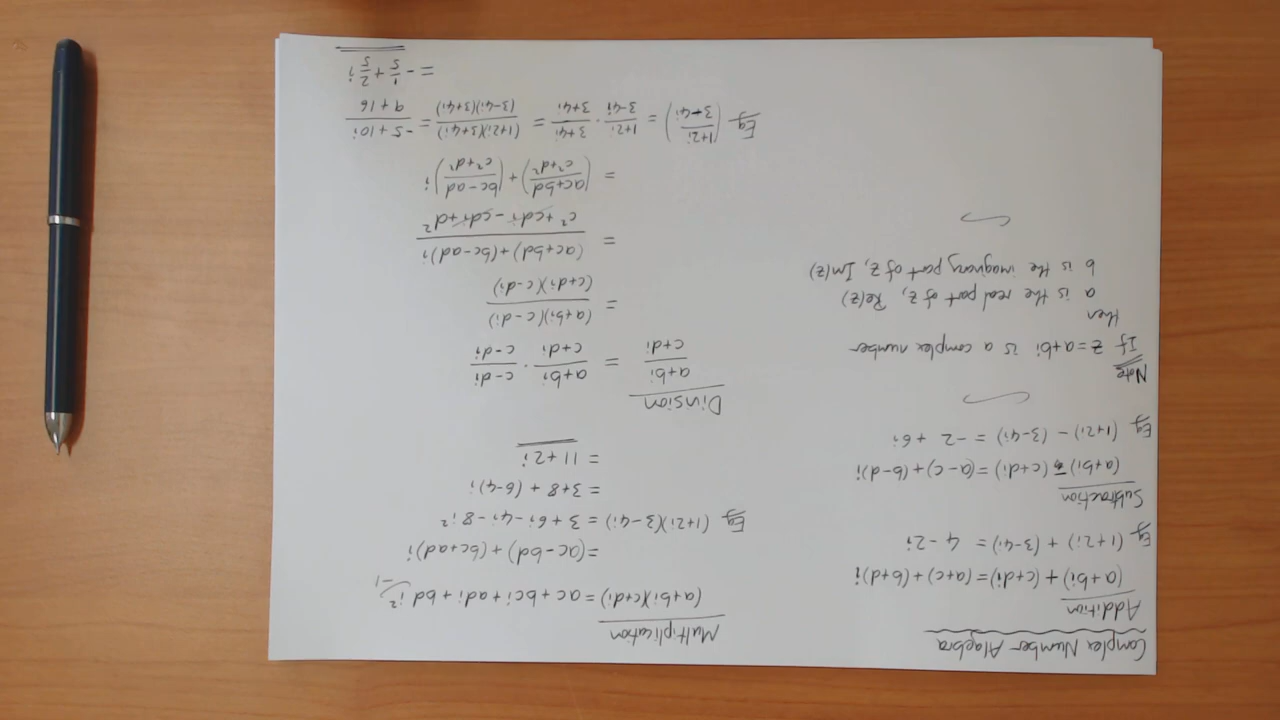 Complex Number Algebra
Addition
(a+bi) + (c+di) = (a+c) + (b+d)i
Eg (1+2i) + (3-4i) = 4 - 2i
Subtraction
(a+bi) - (c+di) = (a-c) + (b-d)i
Eg (1+2i) - (3-4i) = -2 + 6i
Note
If z = a+bi is a complex number
then
a is the real part of z, Re(z)
b is the imaginary part of z, Im(z)
Multiplication
(a+bi)(c+di) = ac + bci + adi + bd i² -1
= (ac-bd) + (bc+ad)i
Eg (1+2i)(3-4i) = 3 + 6i - 4i - 8i²
= 3+8 + (6-4)i
= 11 + 2i
Division
(a+bi)/(c+di) = (a+bi)/(c+di) · (c-di)/(c-di)
= (a+bi)(c-di)/(c+di)(c-di)
= ((ac+bd) + (bc-ad)i)/(c² + cdi - cdi + d²)
= ((ac+bd)/(c²+d²)) + ((bc-ad)/(c²+d²))i
Eg ((1+2i)/(3-4i)) = (1+2i)/(3-4i) · (3+4i)/(3+4i) = (1+2i)(3+4i)/(3-4i)(3+4i) = (-5+10i)/(9+16)
= -1/5 + 2/5 i